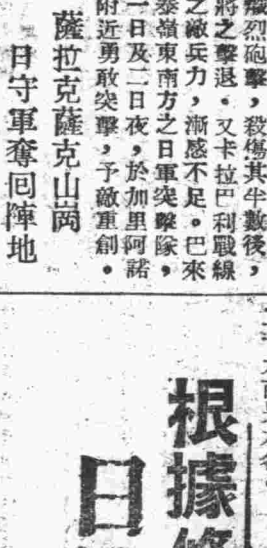 熾烈砲擊，殺傷其半數後，
將之擊退。又卡拉巴利戰線
之敵兵力，漸感不足。巴來
泰嶺東南方之日軍突擊隊，
一日及二日夜，於加里阿諾
附近勇敢突擊，予敵重創。
薩拉克薩克山崗
日守軍奪回陣地
根據
日